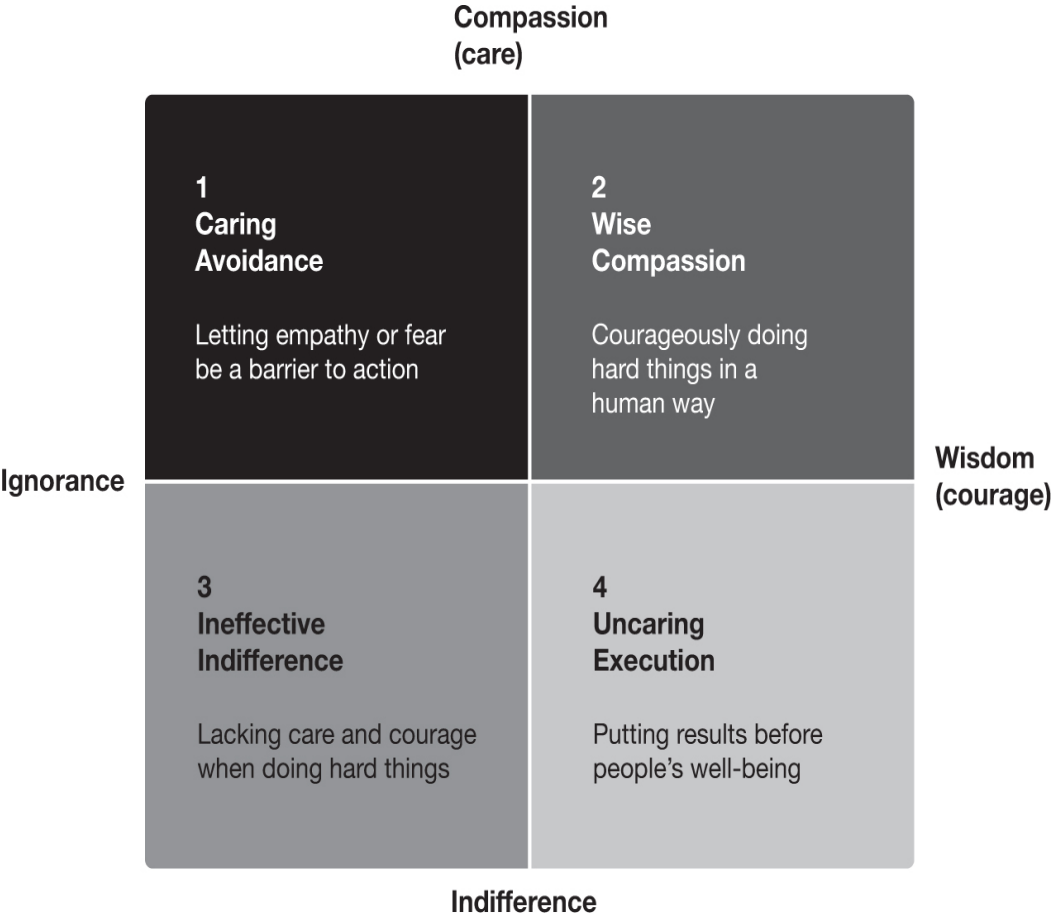 Compassion
(care)
1
Caring
Avoidance
Letting empathy or fear
be a barrier to action
2
Wise
Compassion
Courageously doing
hard things in a
human way
Ignorance
Wisdom
(courage)
3
Ineffective
Indifference
Lacking care and courage
when doing hard things
4
Uncaring
Execution
Putting results before
people’s well-being
Indifference